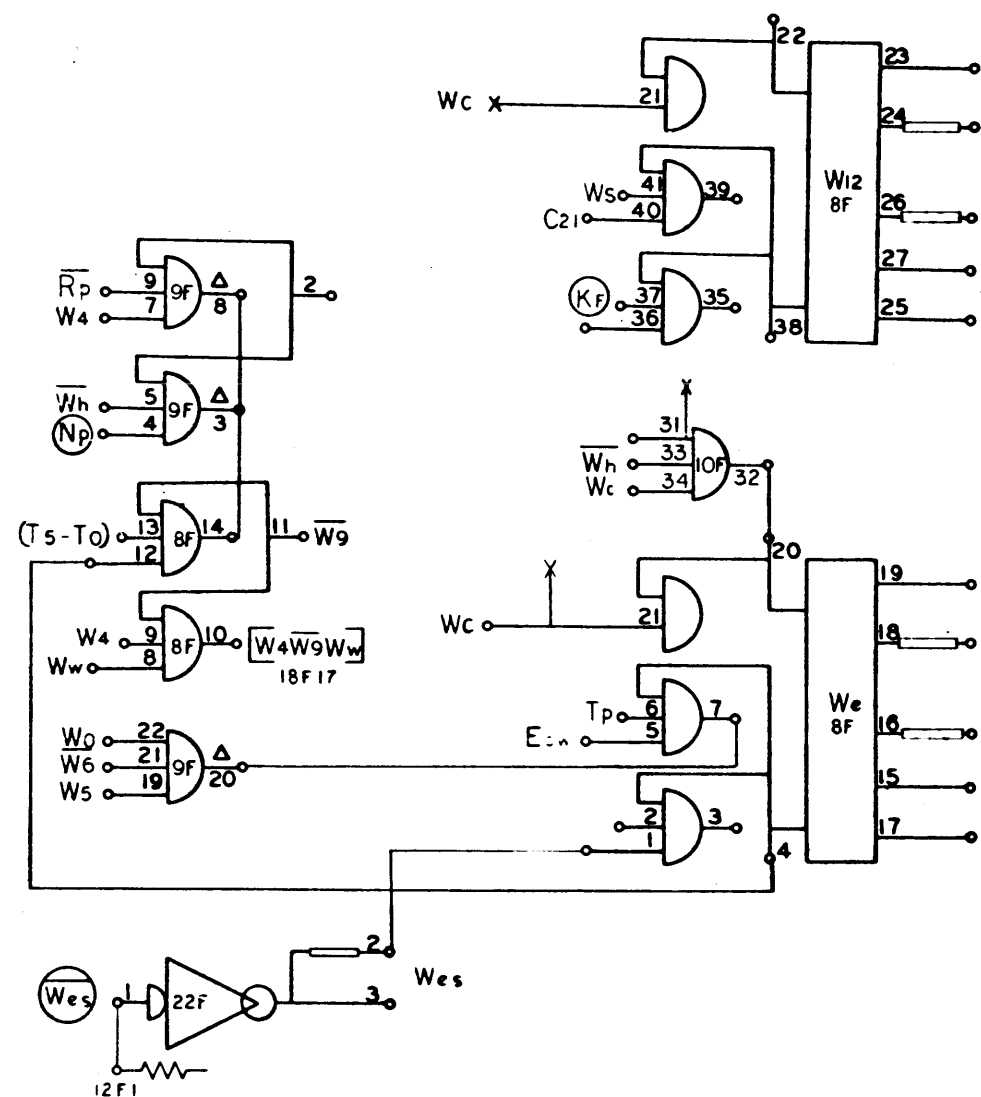 22
23
Wc 21
24
41 39
Ws
W12
C21 40
8F
26
27
Rp 9 9F Δ 8 2
W4 7
KF 37 35
36
38
25
Wh 5 9F Δ 3
Np 4
31
Wh 33 10F 32
Wc 34
(T5-T0) 13 8F 14 11 W9
12
20
19
Wc 21
18
W4 9 8F 10 [W4W9Ww]
Ww 8
18F17
Tp 6 7
5
We
8F
16
W0 22
W6 21 9F Δ 20
W5 19
15
2 3
1
17
4
2
Wes
Wes 1 22F 3
12F1